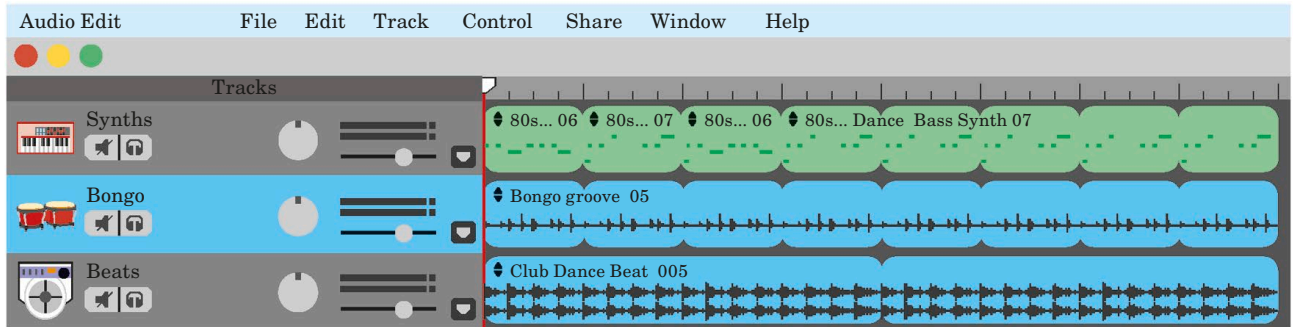 Audio Edit File Edit Track Control Share Window Help
Tracks
Synths
80s... 06 80s... 07 80s... 06 80s... Dance Bass Synth 07
Bongo
Bongo groove 05
Beats
Club Dance Beat 005